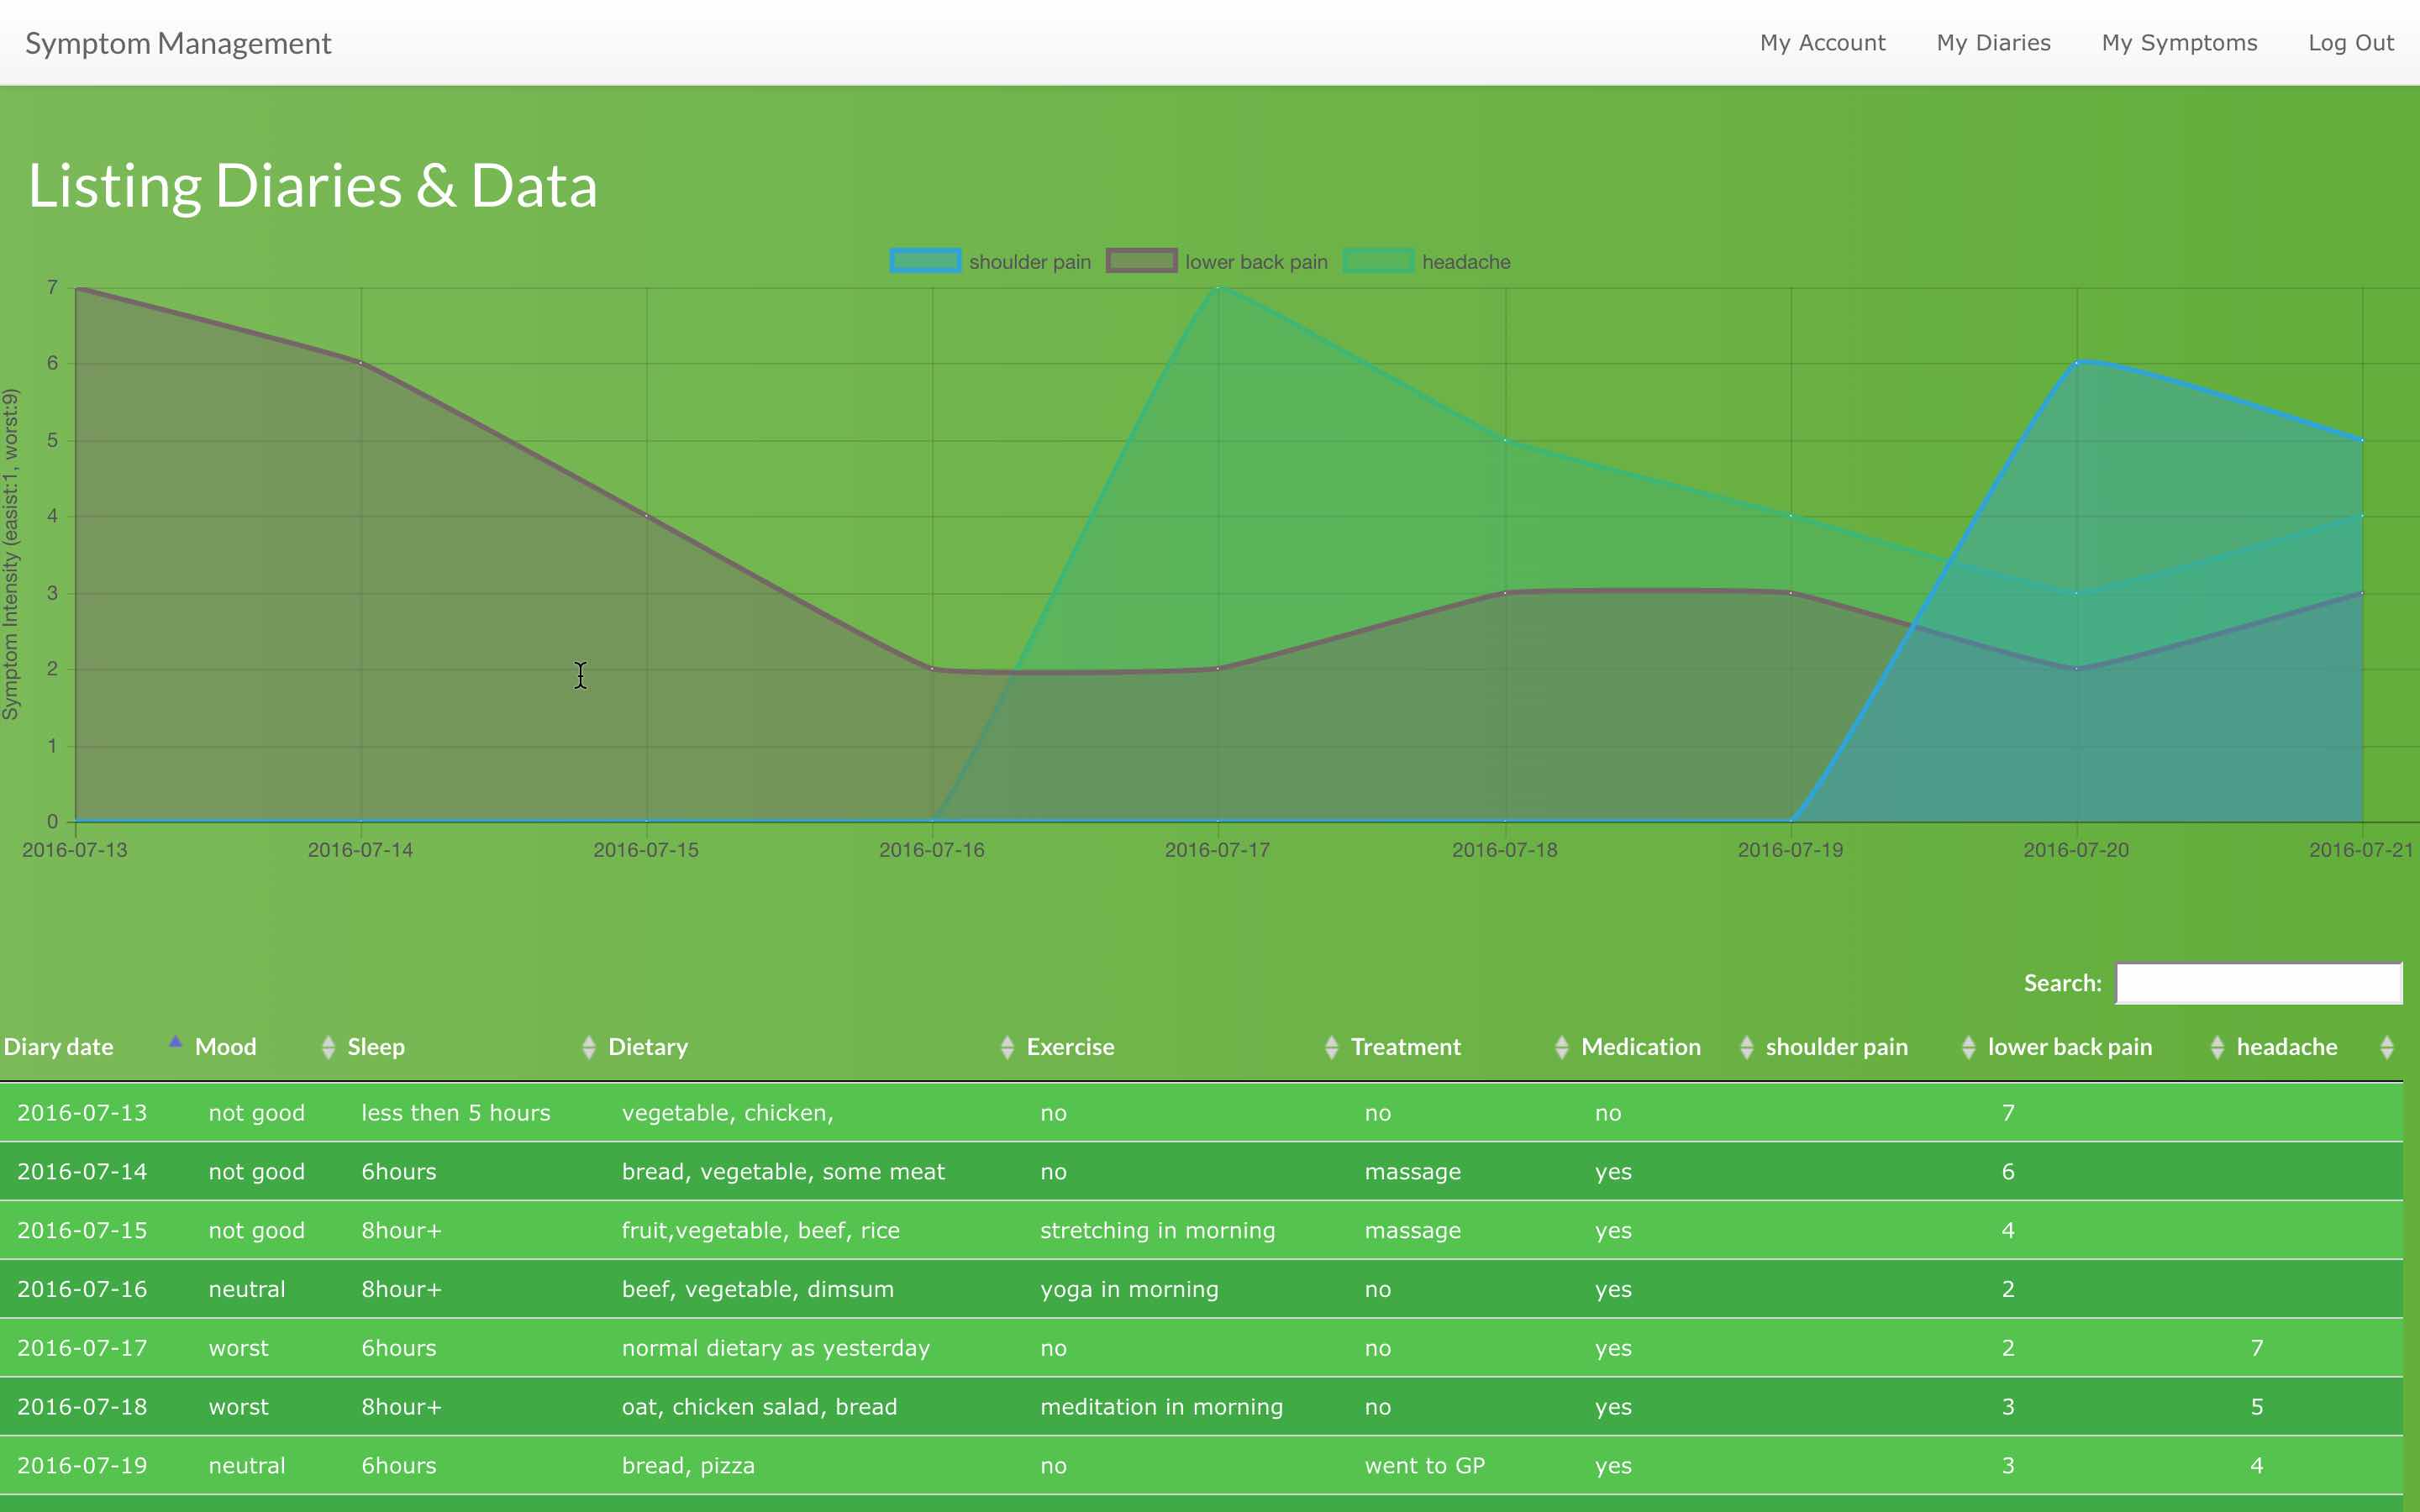 Symptom Management My Account My Diaries My Symptoms Log Out
Listing Diaries & Data
shoulder pain lower back pain headache
Symptom Intensity (easist:1, worst:9)
7
6
5
4
3
2
1
0
2016-07-13 2016-07-14 2016-07-15 2016-07-16 2016-07-17 2016-07-18 2016-07-19 2016-07-20 2016-07-21
Search:
Diary date Mood Sleep Dietary Exercise Treatment Medication shoulder pain lower back pain headache
2016-07-13 not good less then 5 hours vegetable, chicken, no no no 7
2016-07-14 not good 6hours bread, vegetable, some meat no massage yes 6
2016-07-15 not good 8hour+ fruit,vegetable, beef, rice stretching in morning massage yes 4
2016-07-16 neutral 8hour+ beef, vegetable, dimsum yoga in morning no yes 2
2016-07-17 worst 6hours normal dietary as yesterday no no yes 2 7
2016-07-18 worst 8hour+ oat, chicken salad, bread meditation in morning no yes 3 5
2016-07-19 neutral 6hours bread, pizza no went to GP yes 3 4